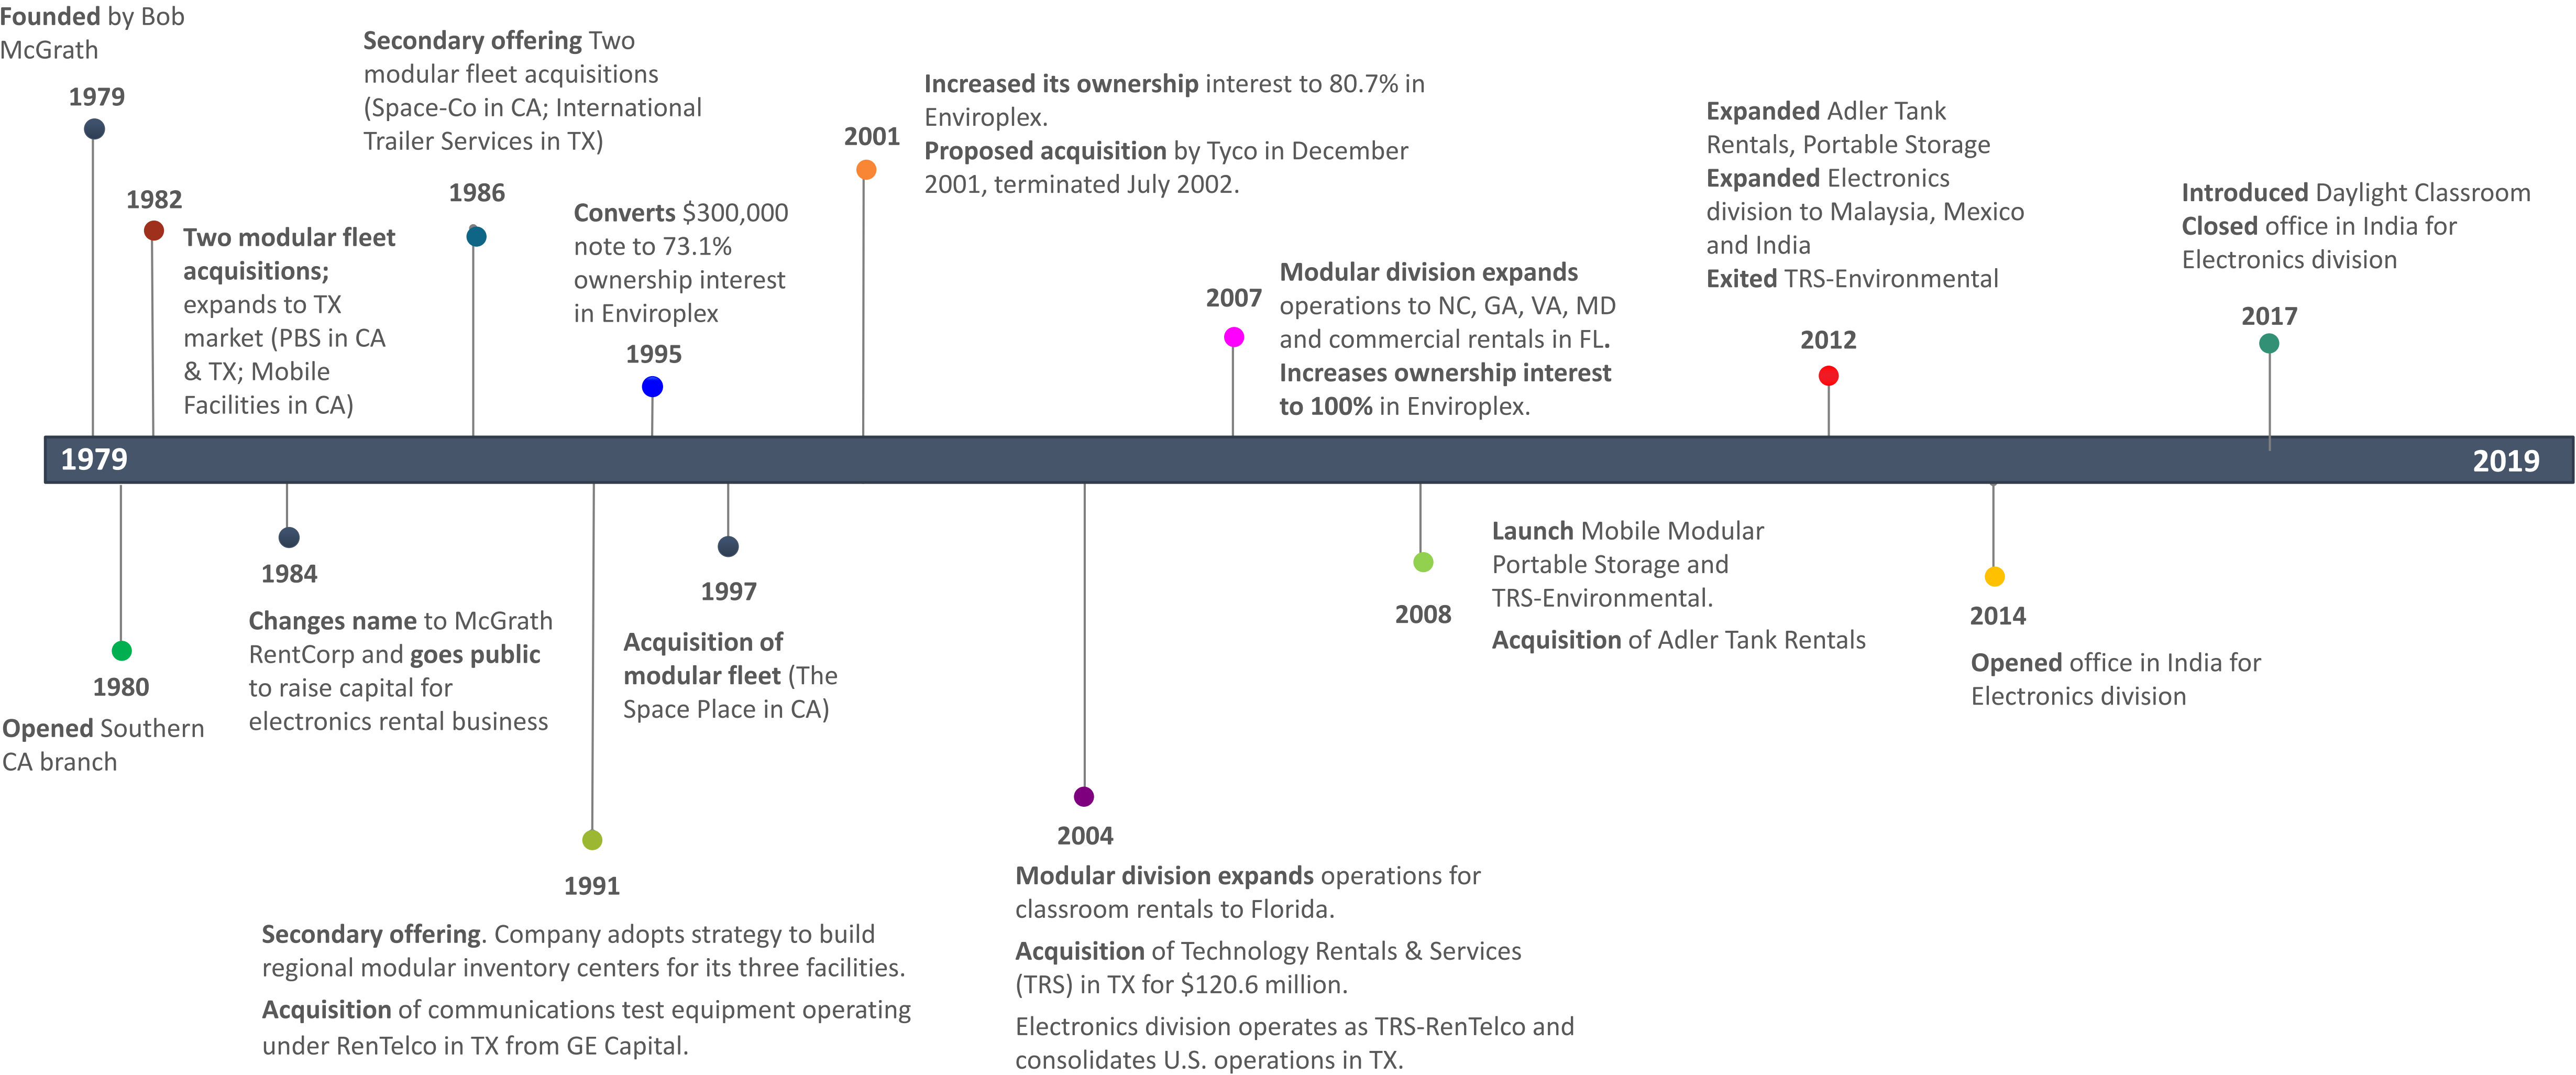 Founded by Bob
McGrath
1979
1982
Two modular fleet
acquisitions;
expands to TX
market (PBS in CA
& TX; Mobile
Facilities in CA)
Secondary offering Two
modular fleet acquisitions
(Space-Co in CA; International
Trailer Services in TX)
1986
Converts $300,000
note to 73.1%
ownership interest
in Enviroplex
1995
2001
Increased its ownership interest to 80.7% in
Enviroplex.
Proposed acquisition by Tyco in December
2001, terminated July 2002.
2007
Modular division expands
operations to NC, GA, VA, MD
and commercial rentals in FL.
Increases ownership interest
to 100% in Enviroplex.
Expanded Adler Tank
Rentals, Portable Storage
Expanded Electronics
division to Malaysia, Mexico
and India
Exited TRS-Environmental
2012
Introduced Daylight Classroom
Closed office in India for
Electronics division
2017
1979
2019
1980
Opened Southern
CA branch
1984
Changes name to McGrath
RentCorp and goes public
to raise capital for
electronics rental business
1991
Secondary offering. Company adopts strategy to build
regional modular inventory centers for its three facilities.
Acquisition of communications test equipment operating
under RenTelco in TX from GE Capital.
1997
Acquisition of
modular fleet (The
Space Place in CA)
2004
Modular division expands operations for
classroom rentals to Florida.
Acquisition of Technology Rentals & Services
(TRS) in TX for $120.6 million.
Electronics division operates as TRS-RenTelco and
consolidates U.S. operations in TX.
2008
Launch Mobile Modular
Portable Storage and
TRS-Environmental.
Acquisition of Adler Tank Rentals
2014
Opened office in India for
Electronics division